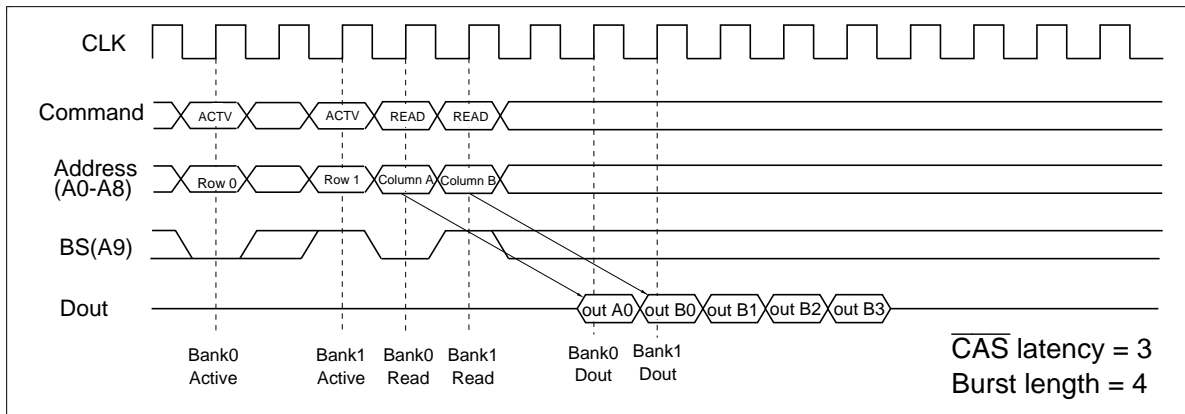 CLK
Command
ACTV
ACTV
READ
READ
Address
(A0-A8)
Row 0
Row 1
Column A
Column B
BS(A9)
Dout
out A0
out B0
out B1
out B2
out B3
Bank0
Active
Bank1
Active
Bank0
Read
Bank1
Read
Bank0
Dout
Bank1
Dout
CAS latency = 3
Burst length = 4